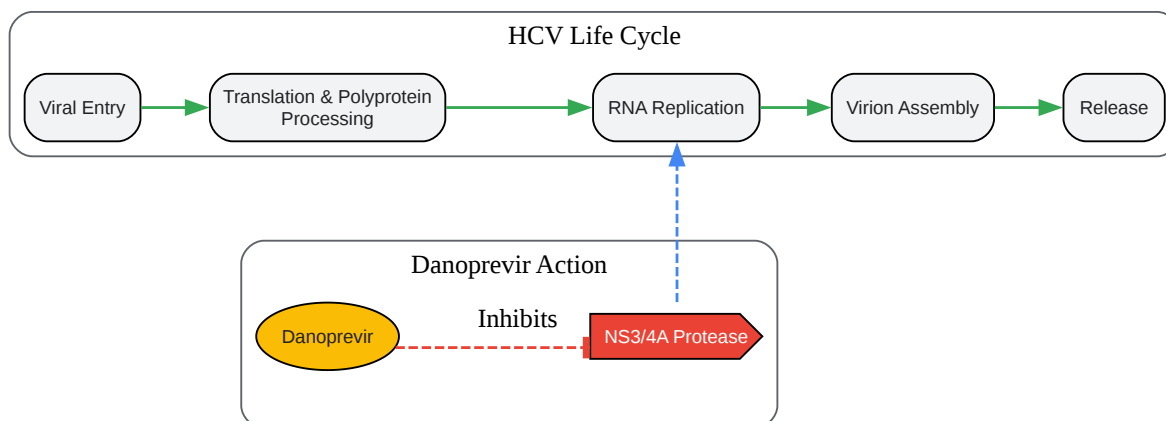 HCV Life Cycle
Viral Entry
Translation & Polyprotein
Processing
RNA Replication
Virion Assembly
Release
Danoprevir Action
Inhibits
Danoprevir
NS3/4A Protease